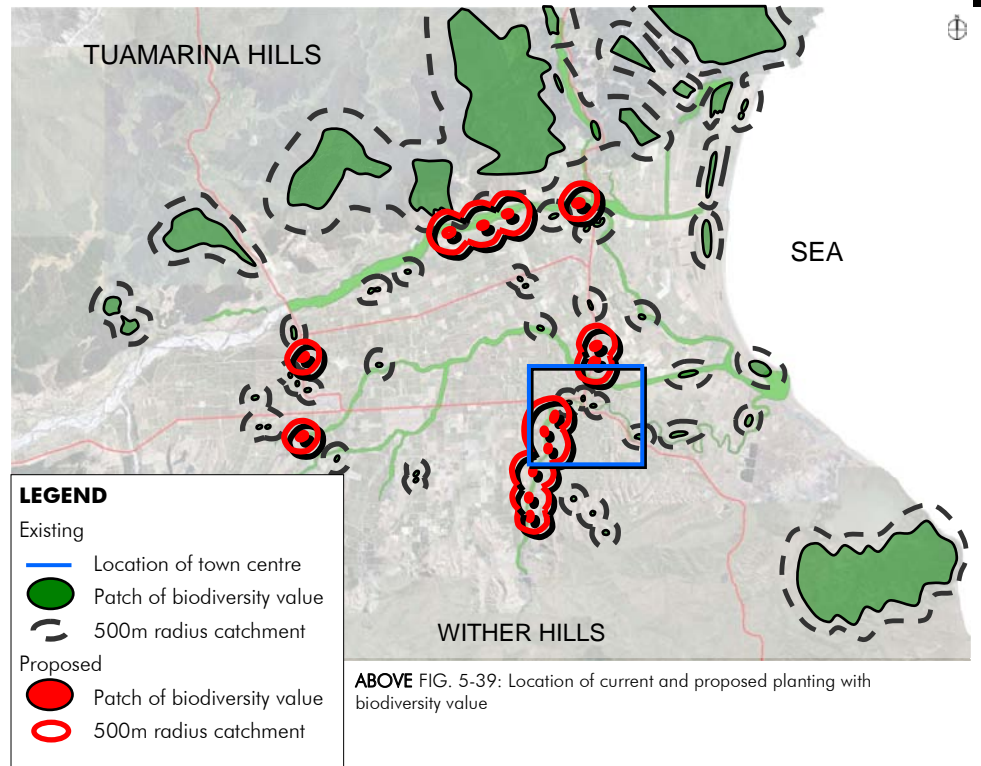 TUAMARINA HILLS
SEA
WITHER HILLS
LEGEND
Existing
Location of town centre
Patch of biodiversity value
500m radius catchment
Proposed
Patch of biodiversity value
500m radius catchment
ABOVE FIG. 5-39: Location of current and proposed planting with
biodiversity value